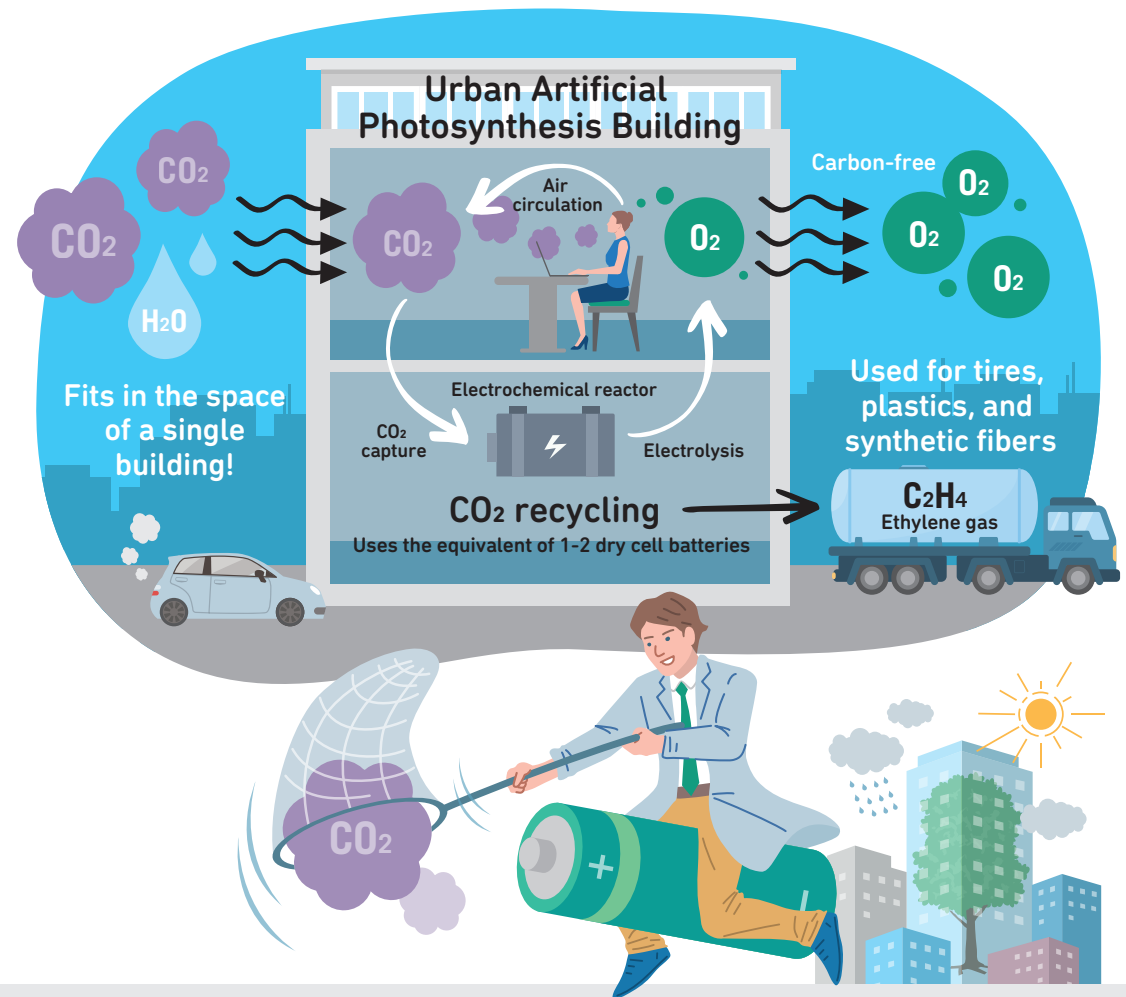 Urban Artificial
Photosynthesis Building
CO2
CO2
H2O
Fits in the space
of a single
building!
CO2
Air
circulation
O2
Carbon-free
O2
O2
O2
Electrochemical reactor
CO2
capture
Electrolysis
CO2 recycling
Uses the equivalent of 1-2 dry cell batteries
Used for tires,
plastics, and
synthetic fibers
C2H4
Ethylene gas
CO2
+